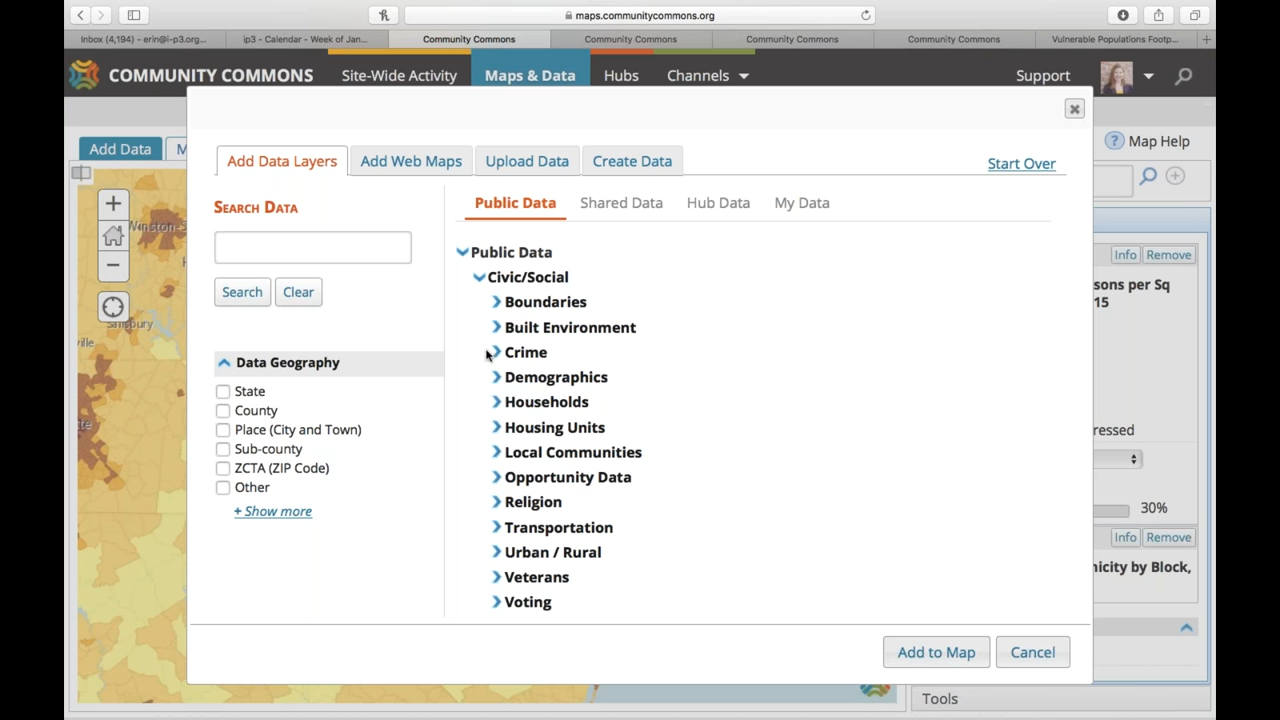 maps.communitycommons.org
Inbox (4,194) – erin@i-p3.org...
ip3 - Calendar - Week of Jan...
Community Commons
Community Commons
Community Commons
Community Commons
Vulnerable Populations Footp...
COMMUNITY COMMONS
Site-Wide Activity
Maps & Data
Hubs
Channels
Support
Add Data
M
Map Help
Add Data Layers
Add Web Maps
Upload Data
Create Data
Start Over
SEARCH DATA
Search
Clear
Data Geography
State
County
Place (City and Town)
Sub-county
ZCTA (ZIP Code)
Other
+ Show more
Public Data
Shared Data
Hub Data
My Data
Public Data
Civic/Social
Boundaries
Built Environment
Crime
Demographics
Households
Housing Units
Local Communities
Opportunity Data
Religion
Transportation
Urban / Rural
Veterans
Voting
Add to Map
Cancel
Winston-S
Salisbury
ville
Info
Remove
sons per Sq
15
ressed
30%
Info
Remove
nicity by Block,
Tools